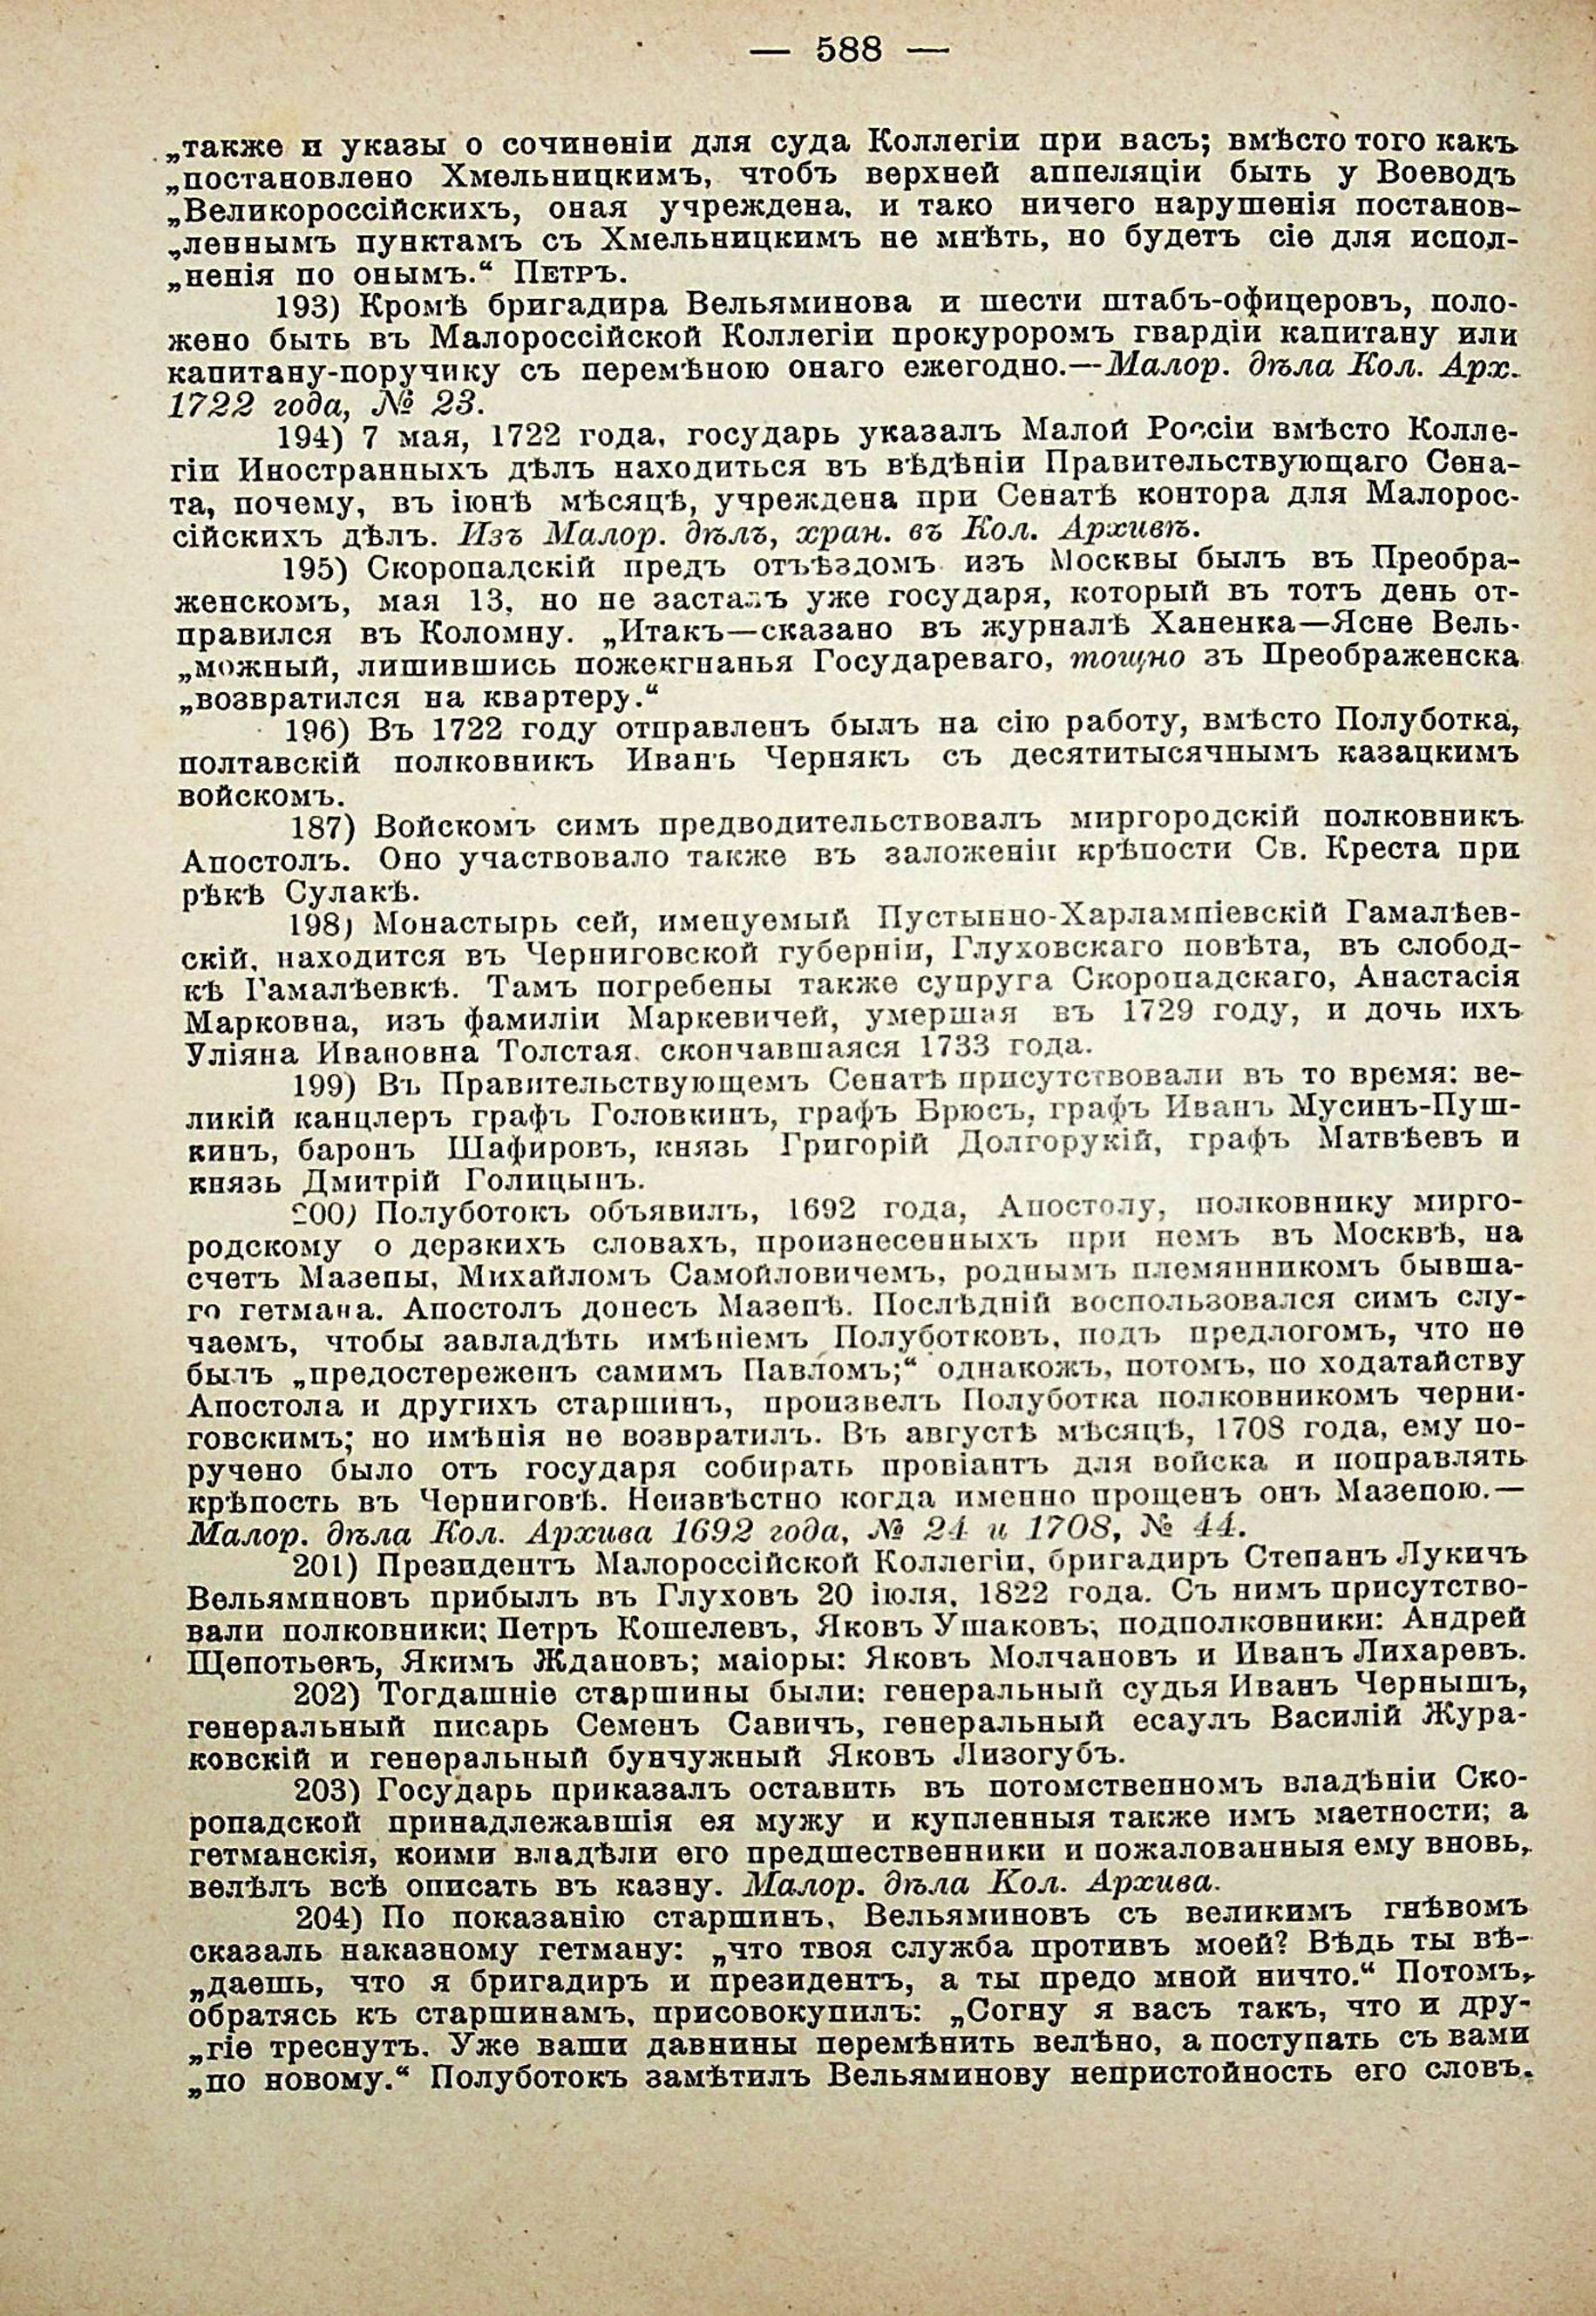 — 588 —
„также и указы о сочиненіи для суда Коллегіи при васъ; вмѣсто того какъ
„постановлено Хмельницкимъ, чтобъ верхней аппеляціи быть у Воеводъ
„Великороссійскихъ, оная учреждена, и тако ничего нарушенія постанов-
„леннымъ пунктамъ съ Хмельницкимъ не мнѣть, но будетъ сіе для испол-
„ненія по онымъ.“ Петръ.
193) Кромѣ бригадира Вельяминова и шести штабъ-офицеровъ, поло-
жено быть въ Малороссійской Коллегіи прокуроромъ гвардіи капитану или
капитану-поручику съ перемѣною онаго ежегодно.—Малор. дѣла Кол. Арх.
1722 года, № 23.
194) 7 мая, 1722 года, государь указалъ Малой Россіи вмѣсто Колле-
гіи Иностранныхъ дѣлъ находиться въ вѣдѣніи Правительствующаго Сена-
та, почему, въ іюнѣ мѣсяцѣ, учреждена при Сенатѣ контора для Малорос-
сійскихъ дѣлъ. Изъ Малор. дѣлъ, хран. въ Кол. Архивѣ.
195) Скоропадскій предъ отъѣздомъ изъ Москвы былъ въ Преобра-
женскомъ, мая 13, но не засталъ уже государя, который въ тотъ день от-
правился въ Коломну. „Итакъ—сказано въ журналѣ Ханенка—Ясне Вель-
„можный, лишившись пожекгнанья Государеваго, тощно зъ Преображенска
„возвратился на квартеру.“
196) Въ 1722 году отправленъ былъ на сію работу, вмѣсто Полуботка,
полтавскій полковникъ Иванъ Чернякъ съ десятитысячнымъ казацкимъ
войскомъ.
187) Войскомъ симъ предводительствовалъ миргородскій полковникъ
Апостолъ. Оно участвовало также въ заложеніи крѣпости Св. Креста при
рѣкѣ Сулакѣ.
198) Монастырь сей, именуемый Пустынно-Харлампіевскій Гамалѣев-
скій, находится въ Черниговской губерніи, Глуховскаго повѣта, въ слобод-
кѣ Гамалѣевкѣ. Тамъ погребены также супруга Скоропадскаго, Анастасія
Марковна, изъ фамиліи Маркевичей, умершая въ 1729 году, и дочь ихъ
Уліяна Ивановна Толстая, скончавшаяся 1733 года.
199) Въ Правительствующемъ Сенатѣ присутствовали въ то время: ве-
ликій канцлеръ графъ Головкинъ, графъ Брюсъ, графъ Иванъ Мусинъ-Пуш-
кинъ, баронъ Шафировъ, князь Григорій Долгорукій, графъ Матвѣевъ и
князь Дмитрій Голицынъ.
200) Полуботокъ объявилъ, 1692 года, Апостолу, полковнику мирго-
родскому о дерзкихъ словахъ, произнесенныхъ при немъ въ Москвѣ, на
счетъ Мазепы, Михайломъ Самойловичемъ, роднымъ племянникомъ бывша-
го гетмана. Апостолъ донесъ Мазепѣ. Послѣдній воспользовался симъ слу-
чаемъ, чтобы завладѣть имѣніемъ Полуботковъ, подъ предлогомъ, что не
былъ „предостереженъ самимъ Павломъ;“ однакожъ, потомъ, по ходатайству
Апостола и другихъ старшинъ, произвелъ Полуботка полковникомъ черни-
говскимъ; но имѣнія не возвратилъ. Въ августѣ мѣсяцѣ, 1708 года, ему по-
ручено было отъ государя собирать провіантъ для войска и поправлять
крѣпость въ Черниговѣ. Неизвѣстно когда именно прощенъ онъ Мазепою.—
Малор. дѣла Кол. Архива 1692 года, № 24 и 1708, № 44.
201) Президентъ Малороссійской Коллегіи, бригадиръ Степанъ Лукичъ
Вельяминовъ прибылъ въ Глуховъ 20 іюля, 1822 года. Съ нимъ присутство-
вали полковники; Петръ Кошелевъ, Яковъ Ушаковъ; подполковники: Андрей
Щепотьевъ, Якимъ Ждановъ; маіоры: Яковъ Молчановъ и Иванъ Лихаревъ.
202) Тогдашніе старшины были: генеральный судья Иванъ Чернышъ,
генеральный писарь Семенъ Савичъ, генеральный есаулъ Василій Жура-
ковскій и генеральный бунчужный Яковъ Лизогубъ.
203) Государь приказалъ оставить въ потомственномъ владѣніи Ско-
ропадской принадлежавшія ея мужу и купленныя также имъ маетности; а
гетманскія, коими владѣли его предшественники и пожалованныя ему вновь,
велѣлъ всѣ описать въ казну. Малор. дѣла Кол. Архива.
204) По показанію старшинъ, Вельяминовъ съ великимъ гнѣвомъ
сказаль наказному гетману: „что твоя служба противъ моей? Вѣдь ты вѣ-
„даешь, что я бригадиръ и президентъ, а ты предо мной ничто.“ Потомъ,
обратясь къ старшинамъ, присовокупилъ: „Согну я васъ такъ, что и дру-
„гіе треснутъ. Уже ваши давнины перемѣнить велѣно, а поступать съ вами
„по новому.“ Полуботокъ замѣтилъ Вельяминову непристойность его словъ.